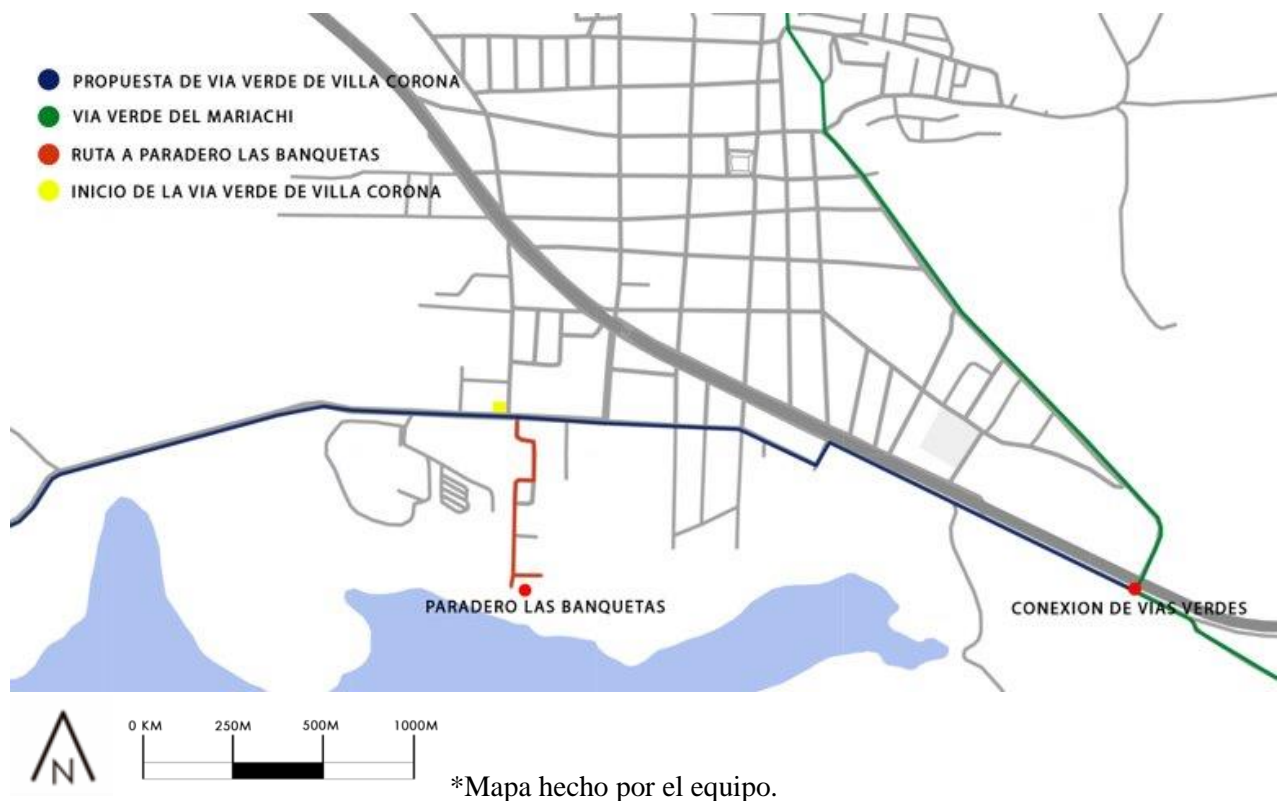 PROPUESTA DE VIA VERDE DE VILLA CORONA
VIA VERDE DEL MARIACHI
RUTA A PARADERO LAS BANQUETAS
INICIO DE LA VIA VERDE DE VILLA CORONA
PARADERO LAS BANQUETAS
CONEXION DE VIAS VERDES
N
0 KM 250M 500M 1000M
*Mapa hecho por el equipo.